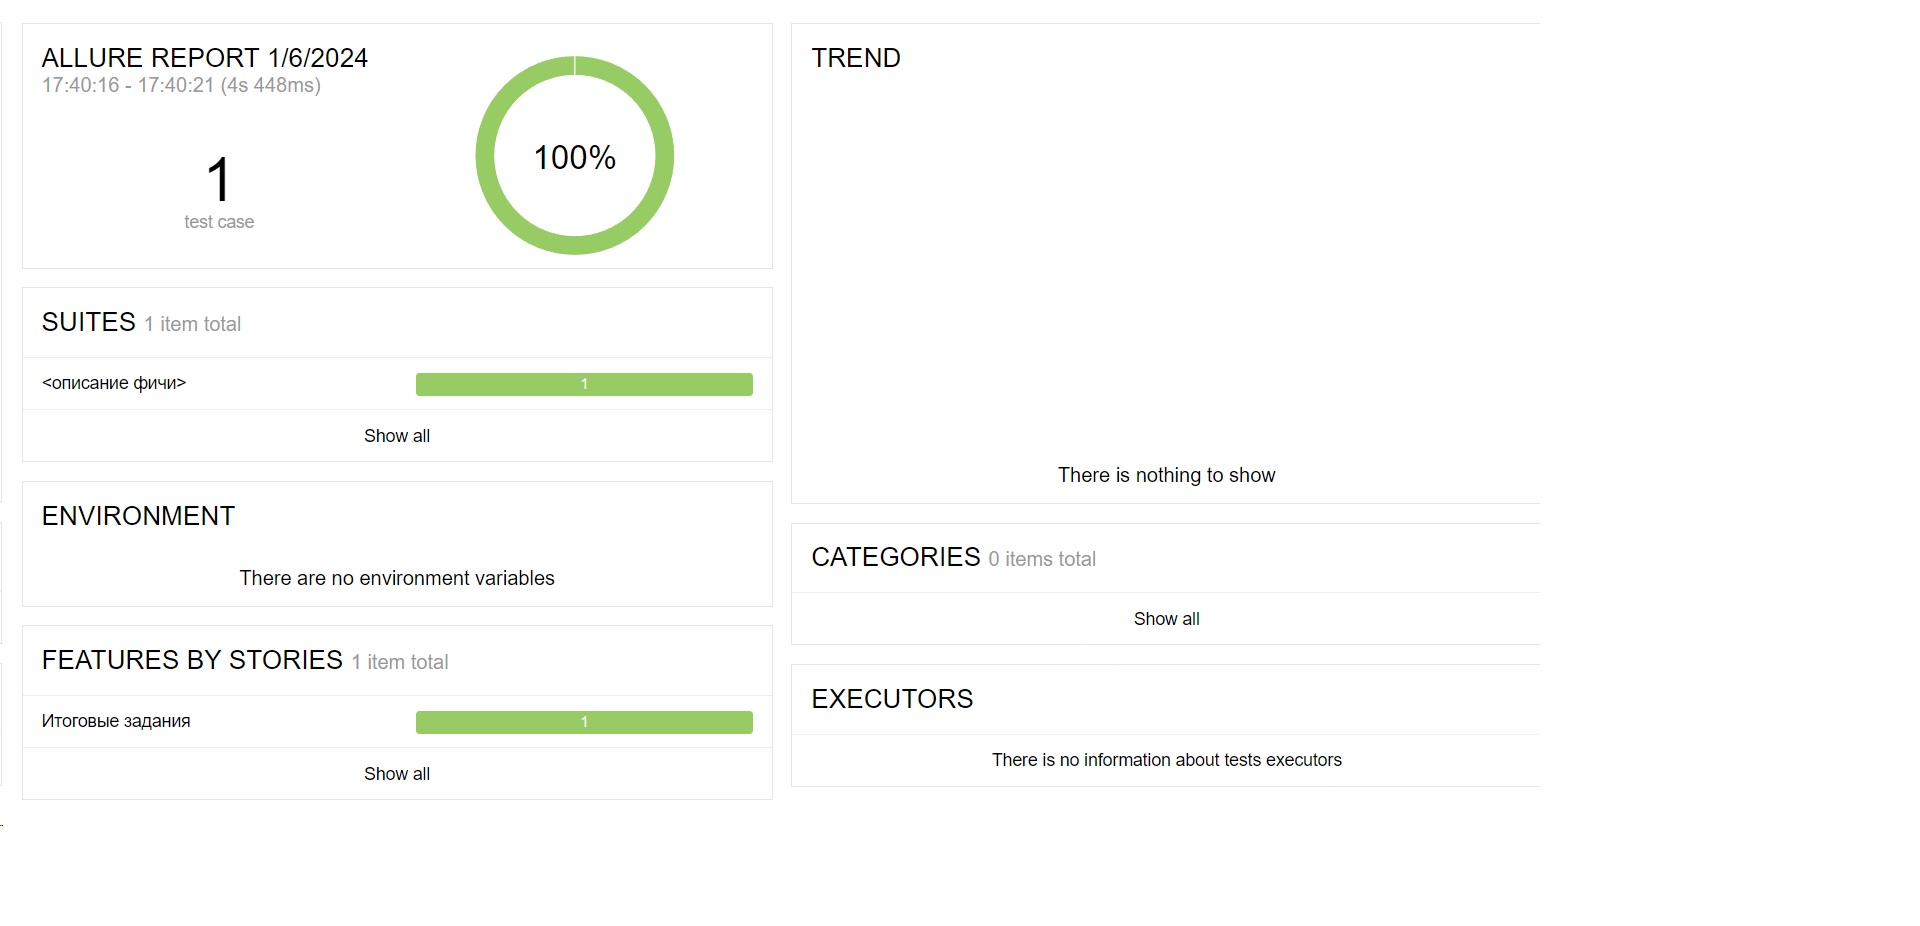 ALLURE REPORT 1/6/2024
17:40:16 - 17:40:21 (4s 448ms)
1
test case
100%
SUITES 1 item total
<описание фичи> 1
Show all
ENVIRONMENT
There are no environment variables
FEATURES BY STORIES 1 item total
Итоговые задания 1
Show all
TREND
There is nothing to show
CATEGORIES 0 items total
Show all
EXECUTORS
There is no information about tests executors